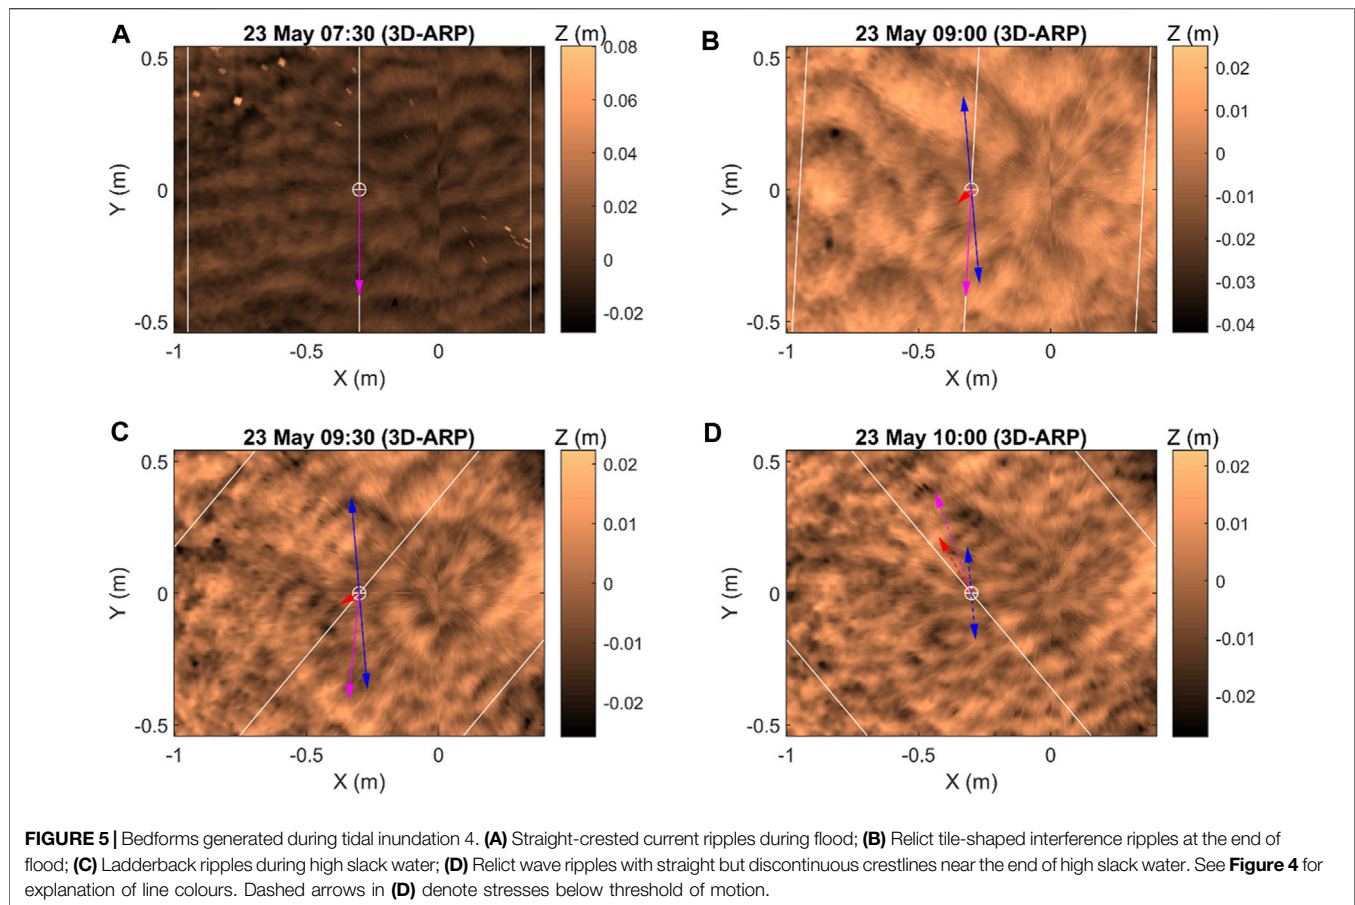 A
23 May 07:30 (3D-ARP)
Z (m)
0.08
0.06
0.04
0.02
0
-0.02
0.5
0
-0.5
Y (m)
-1
-0.5
0
X (m)
B
23 May 09:00 (3D-ARP)
Z (m)
0.02
0.01
0
-0.01
-0.02
-0.03
-0.04
0.5
0
-0.5
Y (m)
-1
-0.5
0
X (m)
C
23 May 09:30 (3D-ARP)
Z (m)
0.02
0.01
0
-0.01
-0.02
0.5
0
-0.5
Y (m)
-1
-0.5
0
X (m)
D
23 May 10:00 (3D-ARP)
Z (m)
0.02
0.01
0
-0.01
-0.02
0.5
0
-0.5
Y (m)
-1
-0.5
0
X (m)
FIGURE 5 | Bedforms generated during tidal inundation 4. (A) Straight-crested current ripples during flood; (B) Relict tile-shaped interference ripples at the end of
flood; (C) Ladderback ripples during high slack water; (D) Relict wave ripples with straight but discontinuous crestlines near the end of high slack water. See Figure 4 for
explanation of line colours. Dashed arrows in (D) denote stresses below threshold of motion.